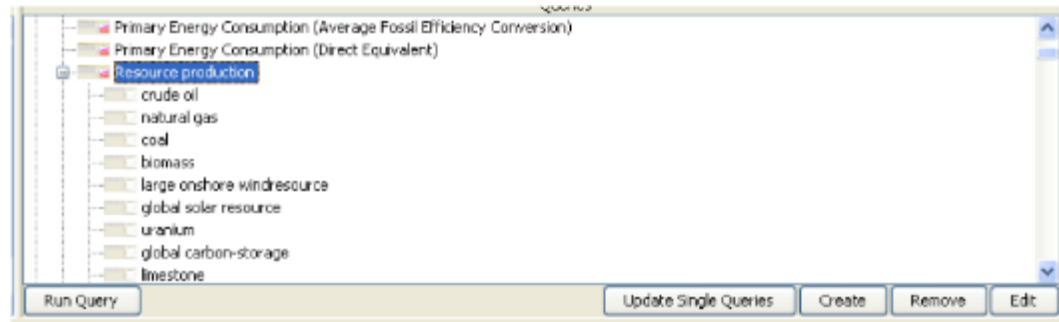 Queries
Primary Energy Consumption (Average Fossil Efficiency Conversion)
Primary Energy Consumption (Direct Equivalent)
Resource production
crude oil
natural gas
coal
biomass
large onshore windresource
global solar resource
uranium
global carbon-storage
limestone
Run Query Update Single Queries Create Remove Edit